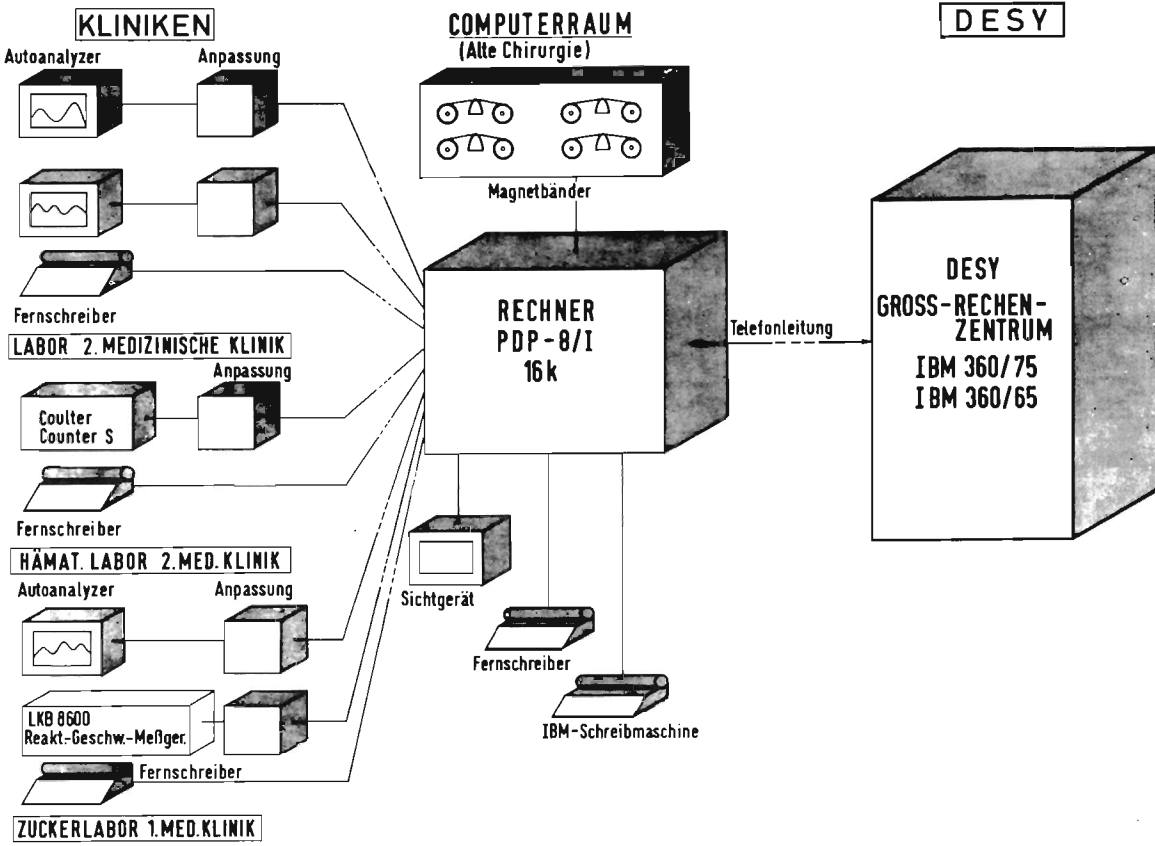 KLINIKEN
Autoanalyzer
Anpassung
Fernschreiber
LABOR 2. MEDIZINISCHE KLINIK
Anpassung
Coulter
Counter S
Fernschreiber
HÄMAT. LABOR 2. MED. KLINIK
Autoanalyzer
Anpassung
LKB 8600
Reakt.-Geschw.-Meßger.
Fernschreiber
ZUCKERLABOR 1. MED. KLINIK
COMPUTERRAUM
(Alte Chirurgie)
Magnetbänder
RECHNER
PDP-8/I
16k
Sichtgerät
Fernschreiber
IBM-Schreibmaschine
Telefonleitung
DESY
DESY
GROSS-RECHEN-
ZENTRUM
IBM 360/75
IBM 360/65